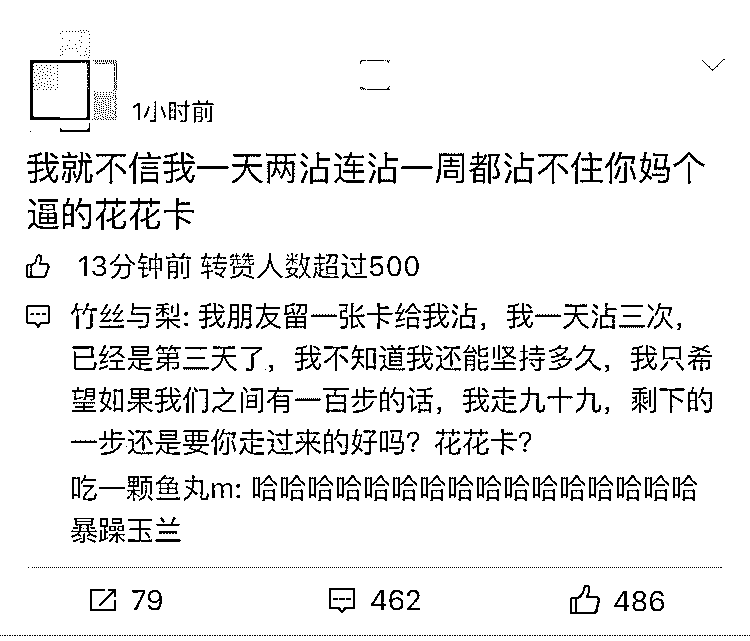 1小时前
我就不信我一天两沾连沾一周都沾不住你妈个
逼的花花卡
13分钟前 转赞人数超过500
竹丝与梨: 我朋友留一张卡给我沾，我一天沾三次，
已经是第三天了，我不知道我还能坚持多久，我只希
望如果我们之间有一百步的话，我走九十九，剩下的
一步还是要你走过来的好吗？花花卡？
吃一颗鱼丸m: 哈哈哈哈哈哈哈哈哈哈哈哈哈哈哈哈
暴躁玉兰
79
462
486